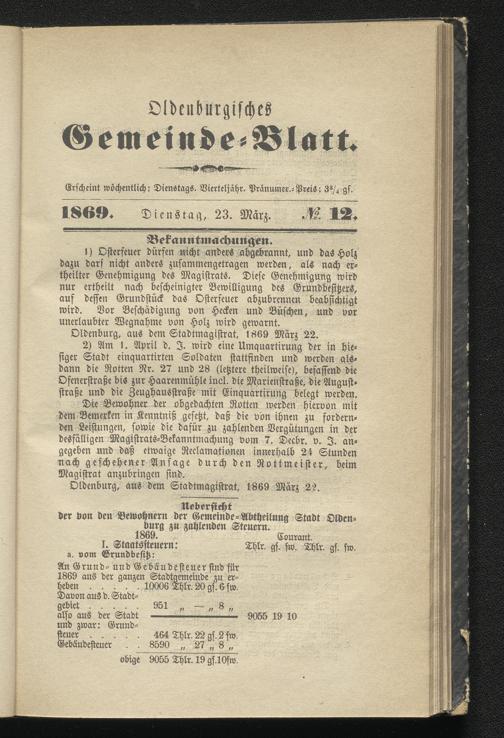 Oldenburgisches
Gemeinde-Blatt.
Erscheint wöchentlich: Dienstags. Vierteljähr. Pränumer.-Preis: 3¾ gs.
1869. Dienstag, 23. März. № 12.
Bekanntmachungen.
1) Osterfeuer dürfen nicht anders abgebrannt, und das Holz
dazu darf nicht anders zusammengetragen werden, als nach er-
theilter Genehmigung des Magistrats. Diese Genehmigung wird
nur ertheilt nach bescheinigter Bewilligung des Grundbesitzers,
auf dessen Grundstück das Osterfeuer abzubrennen beabsichtigt
wird. Vor Beschädigung von Hecken und Büschen, und vor
unerlaubter Wegnahme von Holz wird gewarnt.
Oldenburg, aus dem Stadtmagistrat, 1869 März 22.
2) Am 1. April d. J. wird eine Umquartirung der in hie-
siger Stadt einquartirten Soldaten stattfinden und werden als-
dann die Rotten Nr. 27 und 28 (letztere theilweise), befassend die
Ofenerstraße bis zur Haarenmühle incl. die Marienstraße, die August-
straße und die Zeughausstraße mit Einquartirung belegt werden.
Die Bewohner der obgedachten Rotten werden hiervon mit
dem Bemerken in Kenntniß gesetzt, daß die von ihnen zu fordern-
den Leistungen, sowie die dafür zu zahlenden Vergütungen in der
desfälligen Magistrats-Bekanntmachung vom 7. Decbr. v. J. an-
gegeben und daß etwaige Reclamationen innerhalb 24 Stunden
nach geschehener Ansage durch den Rottmeister, beim
Magistrat anzubringen sind.
Oldenburg, aus dem Stadtmagistrat, 1869 März 22.
Uebersicht
der von den Bewohnern der Gemeinde-Abtheilung Stadt Olden-
burg zu zahlenden Steuern.
1869. Courant.
I. Staatssteuern: Thlr. gs. sw. Thlr. gs. sw.
a. vom Grundbesitz:
An Grund- und Gebäudesteuer sind für
1869 aus der ganzen Stadtgemeinde zu er-
heben . . . . . . 10006 Thlr. 20 gs. 6 sw.
Davon aus d. Stadt-
gebiet . . . . . 951 „ — „ 8 „
also aus der Stadt 9055 19 10
und zwar: Grund-
steuer . . . . . 464 Thlr. 22 gs. 2 sw.
Gebäudesteuer . . 8590 „ 27 „ 8 „
obige 9055 Thlr. 19 gs. 10sw.